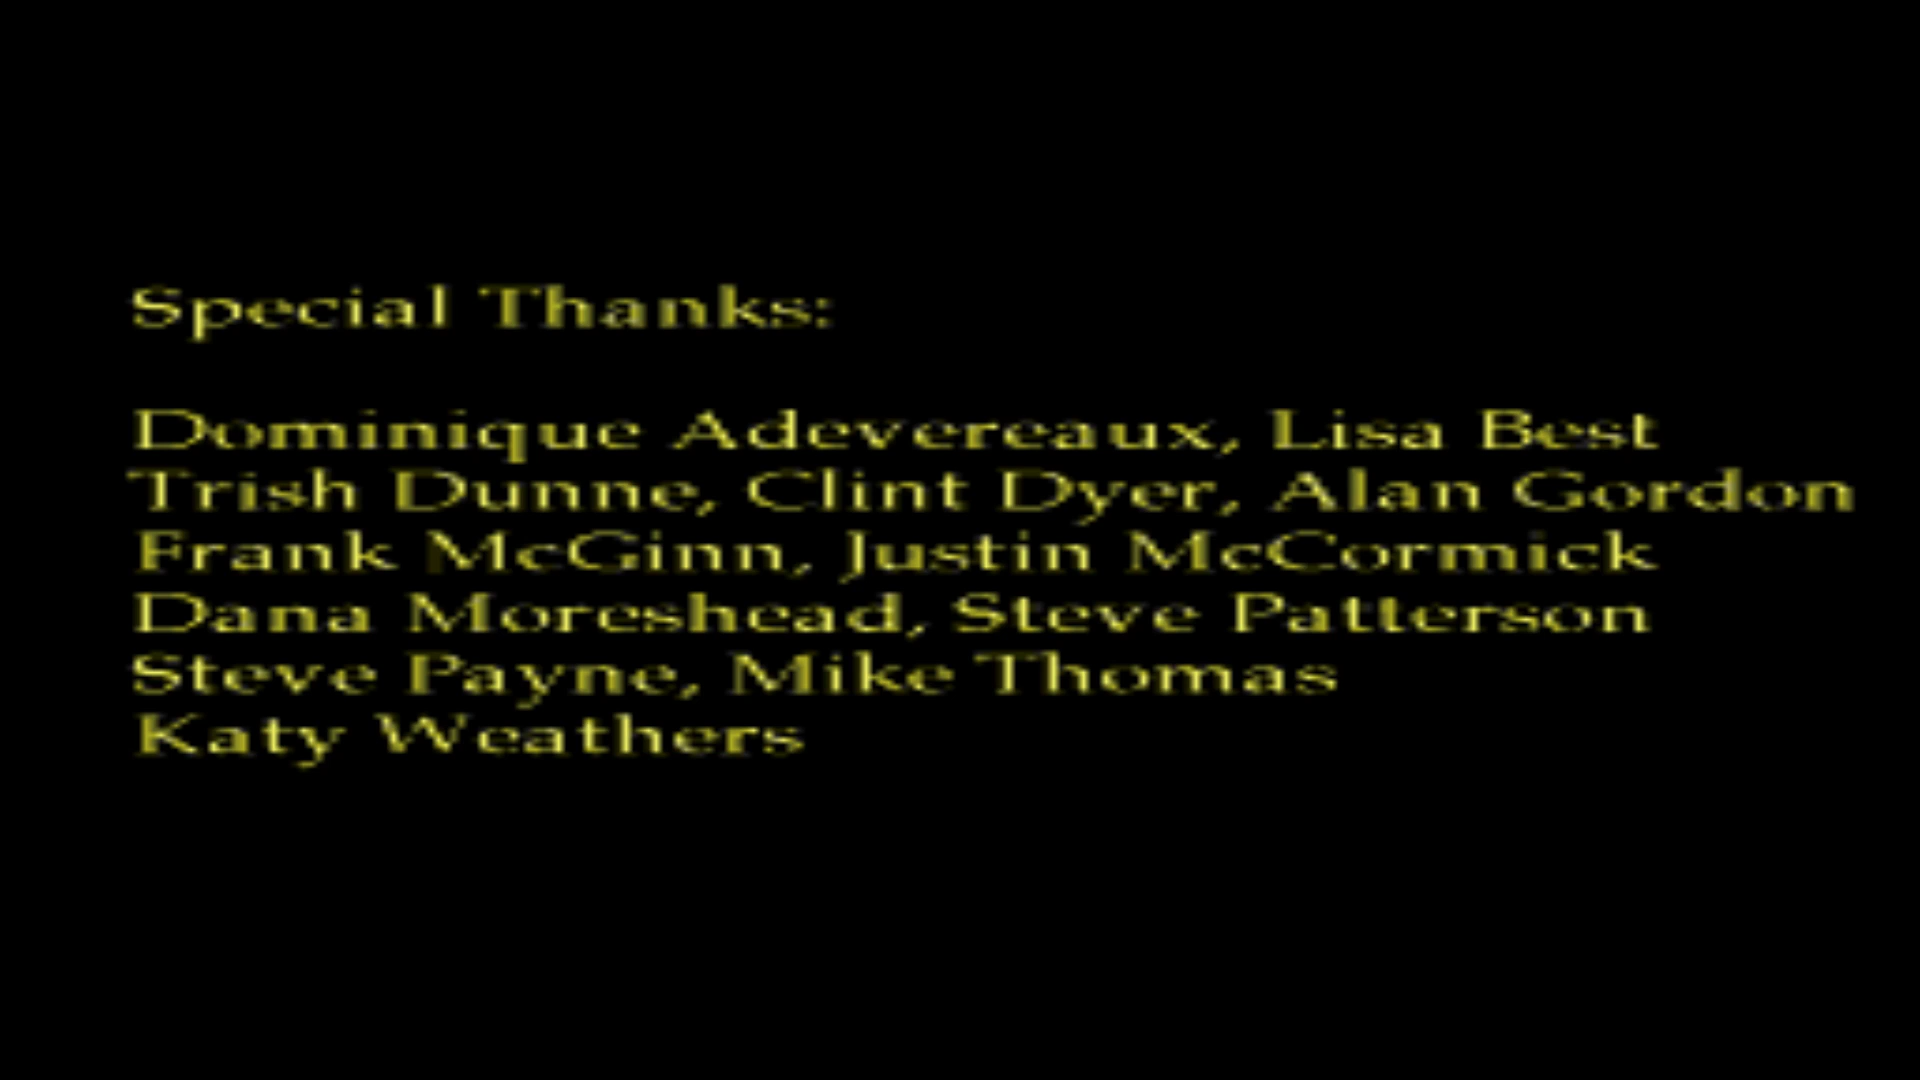 Special Thanks:
Dominique Adevereaux, Lisa Best
Trish Dunne, Clint Dyer, Alan Gordon
Frank McGinn, Justin McCormick
Dana Moreshead, Steve Patterson
Steve Payne, Mike Thomas
Katy Weathers